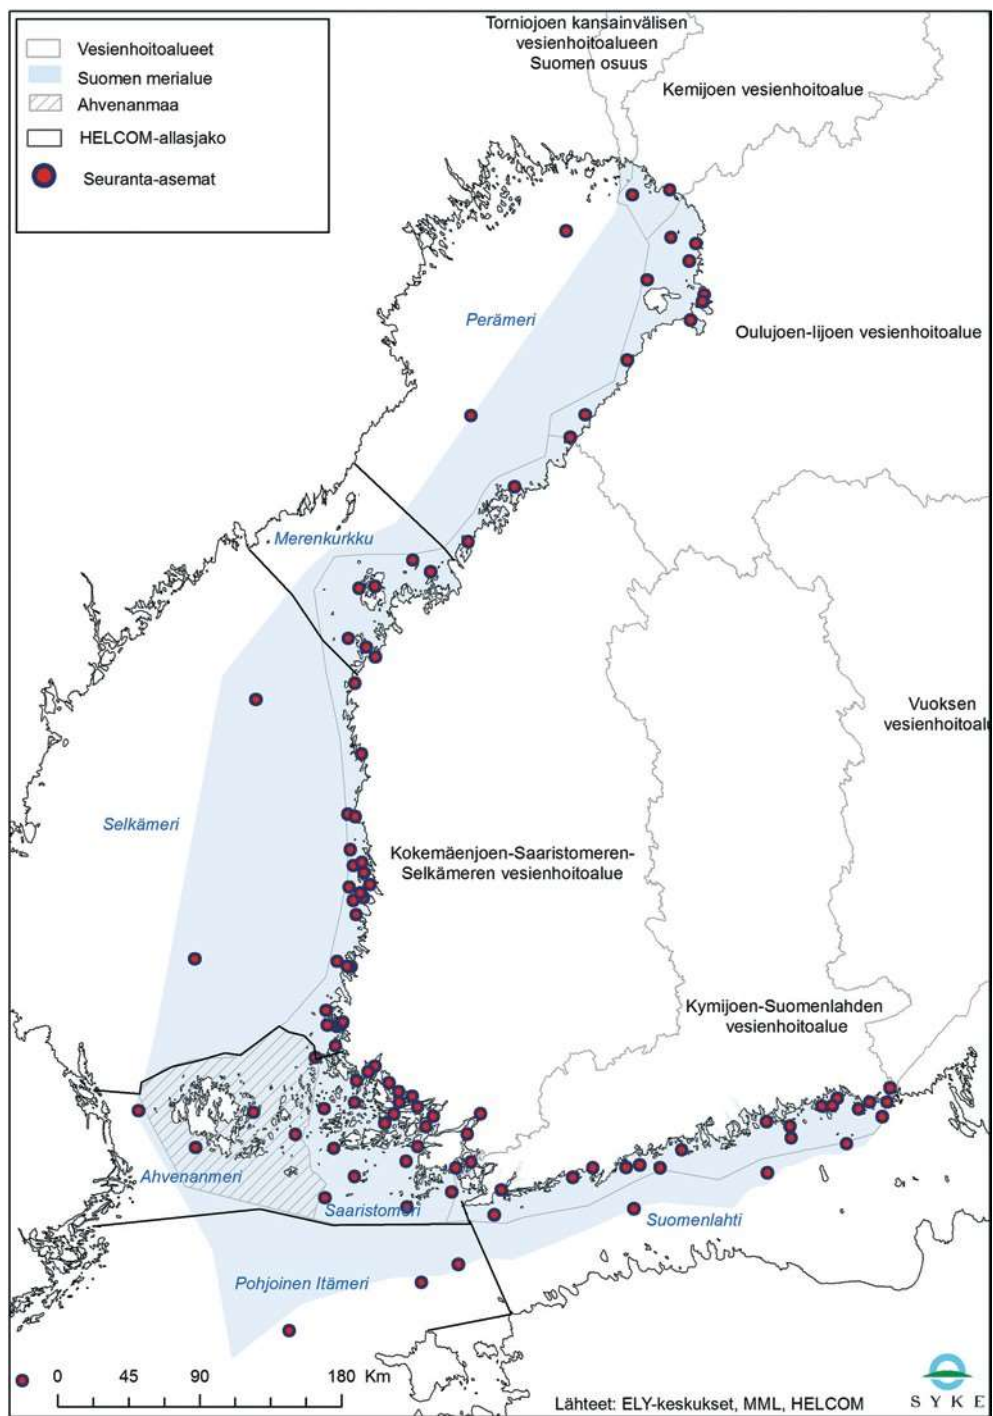 Vesienhoitoalueet
Suomen merialue
Ahvenanmaa
HELCOM-allasjako
Seuranta-asemat
Torniojoen kansainvälisen
vesienhoitoalueen
Suomen osuus
Kemijoen vesienhoitoalue
Perämeri
Oulujoen-Iijoen vesienhoitoalue
Merenkurkku
Vuoksen
vesienhoitoalu
Selkämeri
Kokemäenjoen-Saaristomeren-
Selkämeren vesienhoitoalue
Kymijoen-Suomenlahden
vesienhoitoalue
Ahvenanmeri
Saaristomeri
Suomenlahti
Pohjoinen Itämeri
0 45 90 180 Km
Lähteet: ELY-keskukset, MML, HELCOM
SYKE